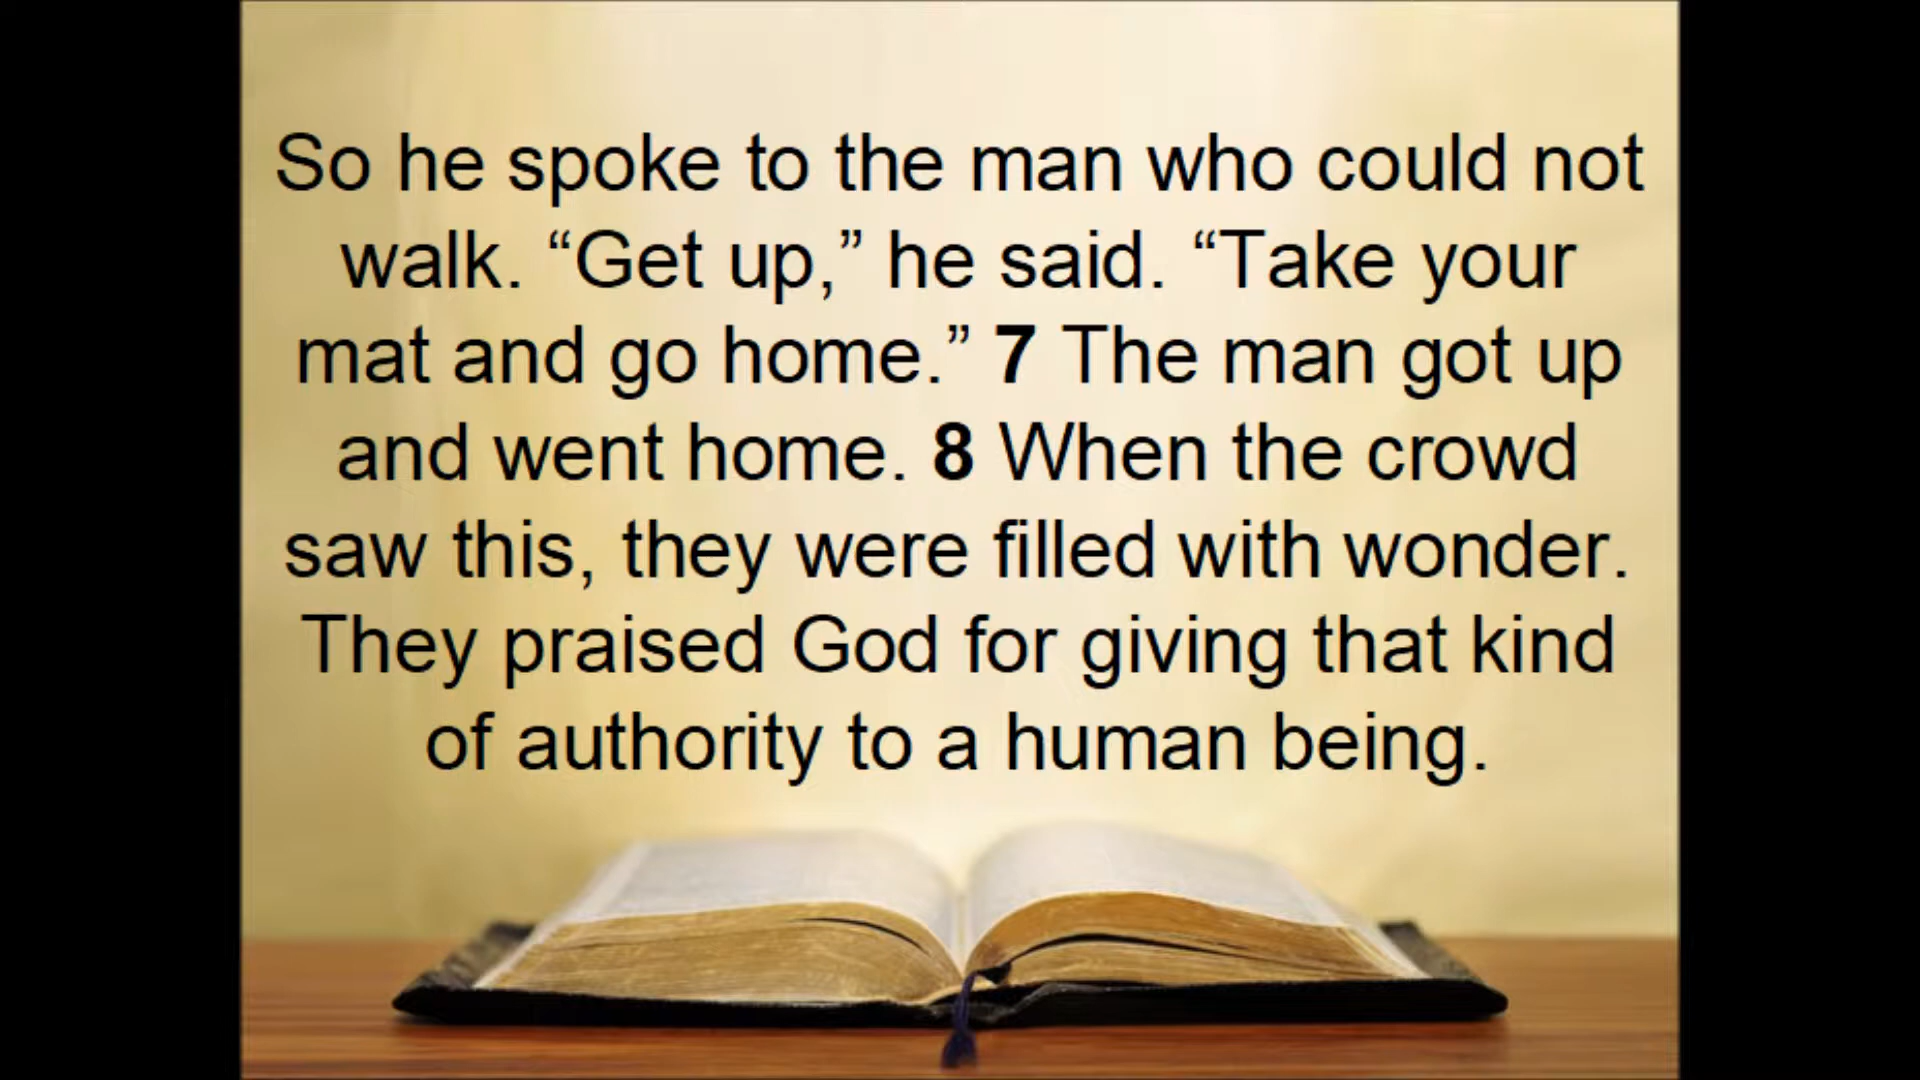 So he spoke to the man who could not
walk. “Get up,” he said. “Take your
mat and go home.” 7 The man got up
and went home. 8 When the crowd
saw this, they were filled with wonder.
They praised God for giving that kind
of authority to a human being.